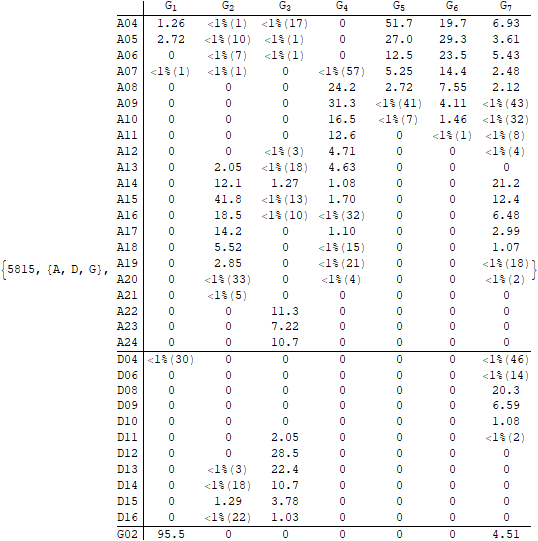 G1 G2 G3 G4 G5 G6 G7
A04 1.26 <1%(1) <1%(17) 0 51.7 19.7 6.93
A05 2.72 <1%(10) <1%(1) 0 27.0 29.3 3.61
A06 0 <1%(7) <1%(1) 0 12.5 23.5 5.43
A07 <1%(1) <1%(1) 0 <1%(57) 5.25 14.4 2.48
A08 0 0 0 24.2 2.72 7.55 2.12
A09 0 0 0 31.3 <1%(41) 4.11 <1%(43)
A10 0 0 0 16.5 <1%(7) 1.46 <1%(32)
A11 0 0 0 12.6 0 <1%(1) <1%(8)
A12 0 0 <1%(3) 4.71 0 0 <1%(4)
A13 0 2.05 <1%(18) 4.63 0 0 0
A14 0 12.1 1.27 1.08 0 0 21.2
A15 0 41.8 <1%(13) 1.70 0 0 12.4
A16 0 18.5 <1%(10) <1%(32) 0 0 6.48
A17 0 14.2 0 1.10 0 0 2.99
A18 0 5.52 0 <1%(15) 0 0 1.07
{5815, {A, D, G}, A19 0 2.85 0 <1%(21) 0 0 <1%(18) }
A20 0 <1%(33) 0 <1%(4) 0 0 <1%(2)
A21 0 <1%(5) 0 0 0 0 0
A22 0 0 11.3 0 0 0 0
A23 0 0 7.22 0 0 0 0
A24 0 0 10.7 0 0 0 0
D04 <1%(30) 0 0 0 0 0 <1%(46)
D06 0 0 0 0 0 0 <1%(14)
D08 0 0 0 0 0 0 20.3
D09 0 0 0 0 0 0 6.59
D10 0 0 0 0 0 0 1.08
D11 0 0 2.05 0 0 0 <1%(2)
D12 0 0 28.5 0 0 0 0
D13 0 <1%(3) 22.4 0 0 0 0
D14 0 <1%(18) 10.7 0 0 0 0
D15 0 1.29 3.78 0 0 0 0
D16 0 <1%(22) 1.03 0 0 0 0
G02 95.5 0 0 0 0 0 4.51